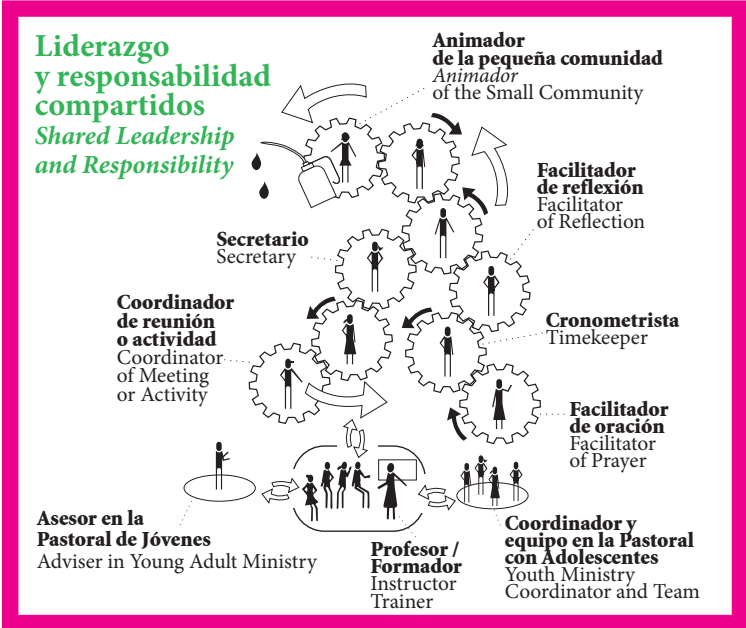 Liderazgo
y responsabilidad
compartidos
Shared Leadership
and Responsibility
Animador
de la pequeña comunidad
Animador
of the Small Community
Facilitador
de reflexión
Facilitator
of Reflection
Secretario
Secretary
Coordinador
de reunión
o actividad
Coordinator
of Meeting
or Activity
Cronometrista
Timekeeper
Facilitador
de oración
Facilitator
of Prayer
Asesor en la
Pastoral de Jóvenes
Adviser in Young Adult Ministry
Profesor /
Formador
Instructor
Trainer
Coordinador y
equipo en la Pastoral
con Adolescentes
Youth Ministry
Coordinator and Team